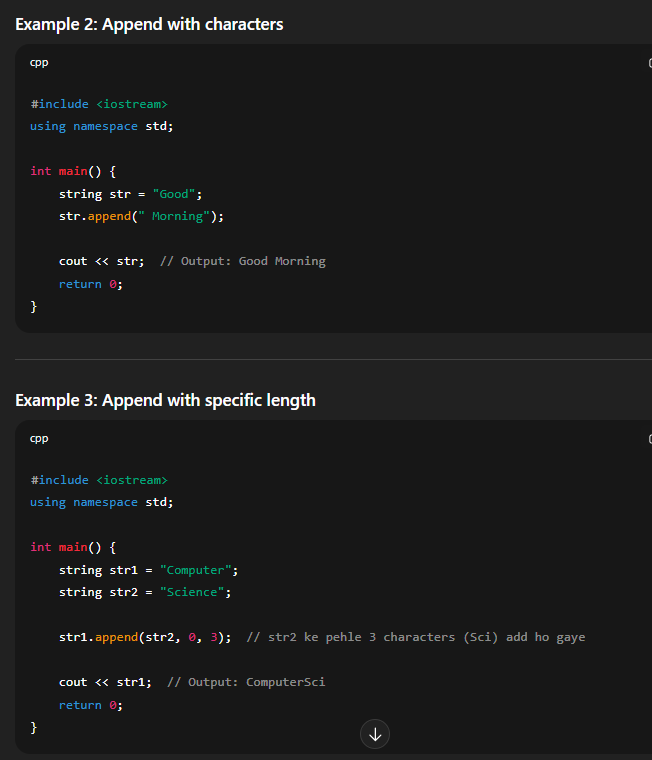 Example 2: Append with characters
cpp
#include <iostream>
using namespace std;
int main() {
string str = "Good";
str.append(" Morning");
cout << str;  // Output: Good Morning
return 0;
}
Example 3: Append with specific length
cpp
#include <iostream>
using namespace std;
int main() {
string str1 = "Computer";
string str2 = "Science";
str1.append(str2, 0, 3);  // str2 ke pehle 3 characters (Sci) add ho gaye
cout << str1;  // Output: ComputerSci
return 0;
}